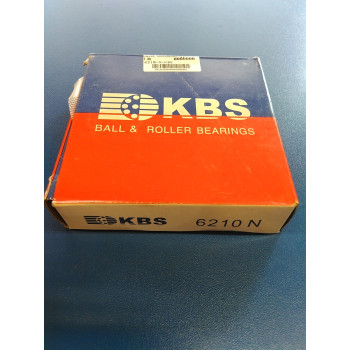 KBS
BALL & ROLLER BEARINGS
KBS
6210 N